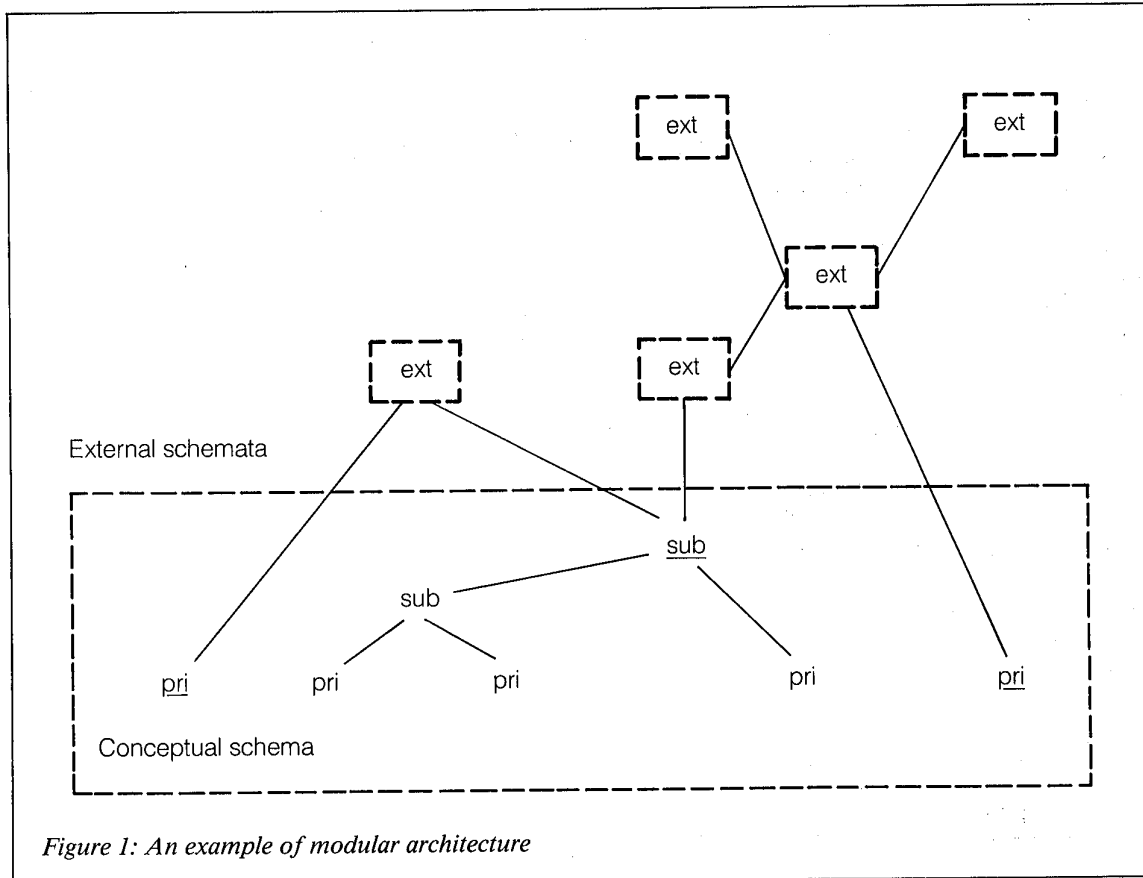 ext
ext
ext
ext
ext
External schemata
sub
sub
pri
pri
pri
pri
pri
Conceptual schema
Figure 1: An example of modular architecture